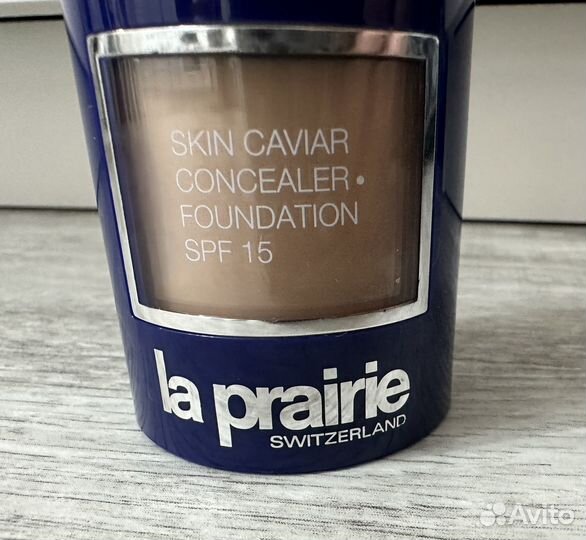 SKIN CAVIAR
CONCEALER•
FOUNDATION
SPF 15
la prairie
SWITZERLAND
Avito